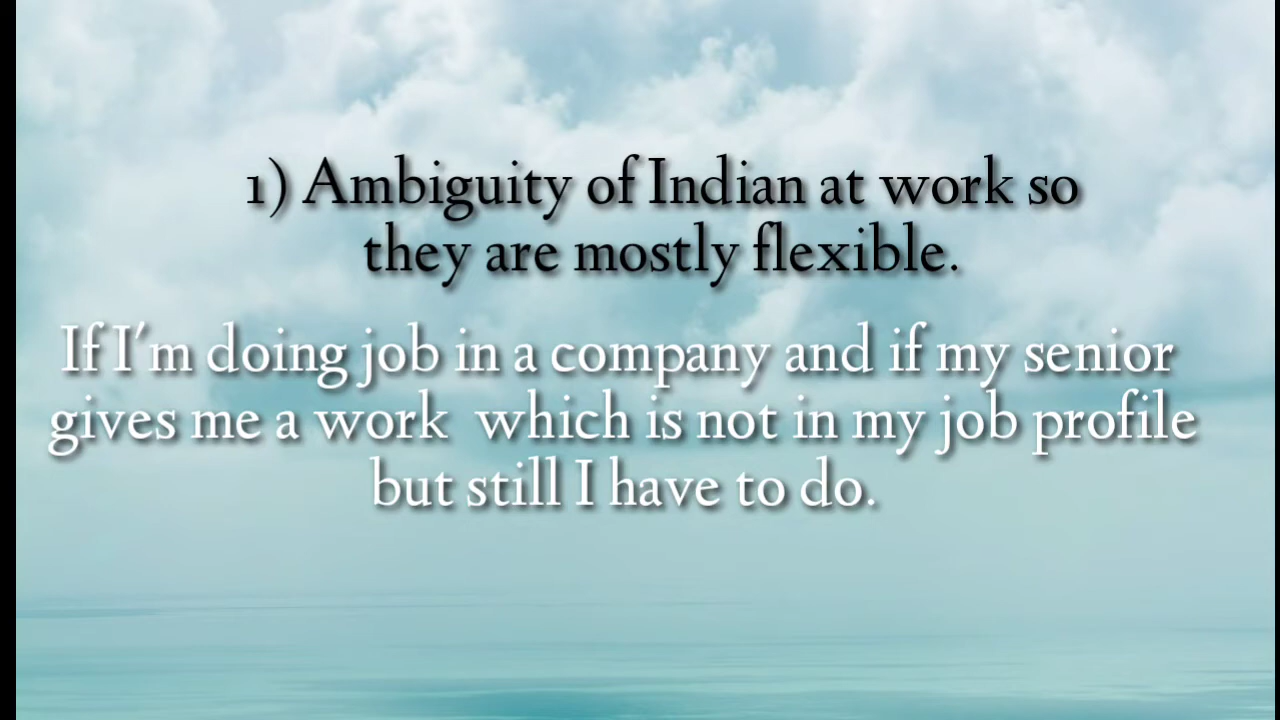 1) Ambiguity of Indian at work so
they are mostly flexible.
If I'm doing job in a company and if my senior
gives me a work  which is not in my job profile
but still I have to do.